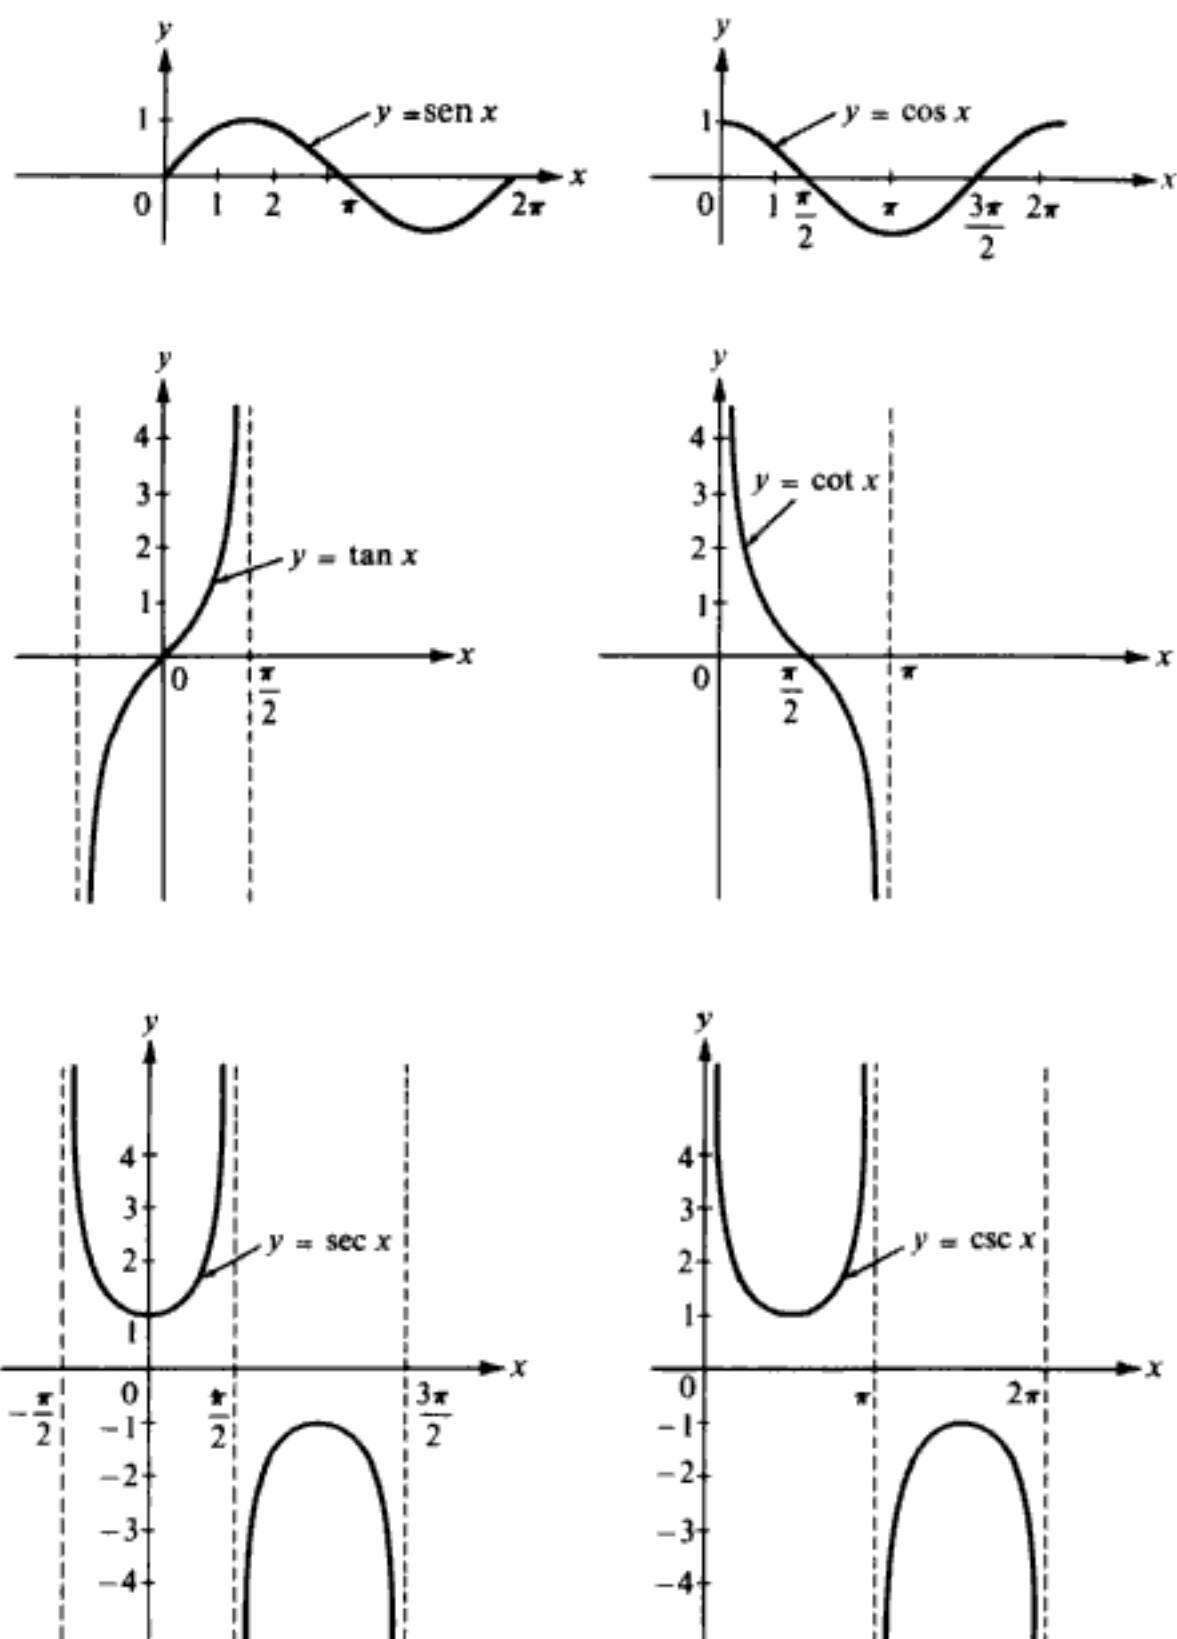 y
1
y = sen x
x
0
1
2
π
2π
y
1
y = cos x
x
0
1
π/2
π
3π/2
2π
y
4
3
2
1
y = tan x
x
0
π/2
y
4
3
2
1
y = cot x
x
0
π/2
π
y
4
3
2
1
y = sec x
x
−π/2
0
π/2
3π/2
−1
−2
−3
−4
y
4
3
2
1
y = csc x
x
0
π
2π
−1
−2
−3
−4